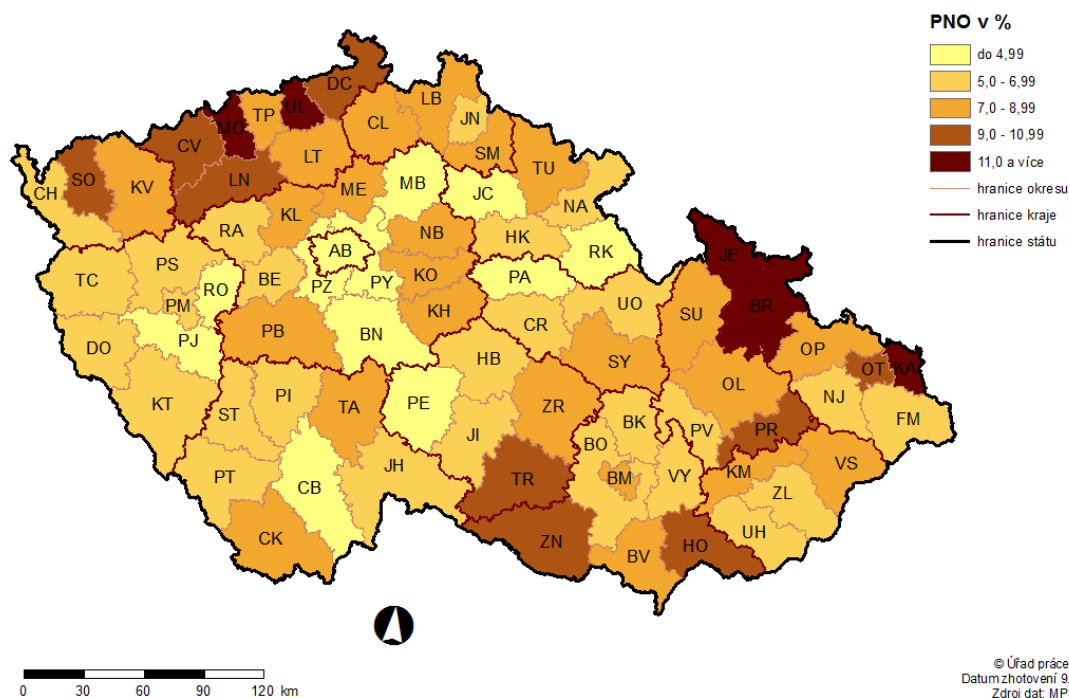 PNO v %
do 4,99
5,0 - 6,99
7,0 - 8,99
9,0 - 10,99
11,0 a více
hranice okresu
hranice kraje
hranice státu
DC
LB
UL
TP
MO
JN
CL
CV
LT
SM
TU
SO
KV
LN
CH
ME
MB
JC
NA
KL
RA
NB
HK
RK
AB
JE
PS
TC
BE
KO
PA
RO
PZ
PY
PM
UO
BR
KH
CR
SU
PB
BN
PJ
DO
OP
HB
SY
OT
KA
OL
KT
PI
ST
TA
PE
ZR
NJ
FM
BK
PV
PR
JI
BO
VS
JH
PT
TR
BM
VY
KM
CB
ZL
UH
CK
ZN
BV
HO
0 30 60 90 120 km
© Úřad práce
Datum zhotovení 9.
Zdroj dat: MP